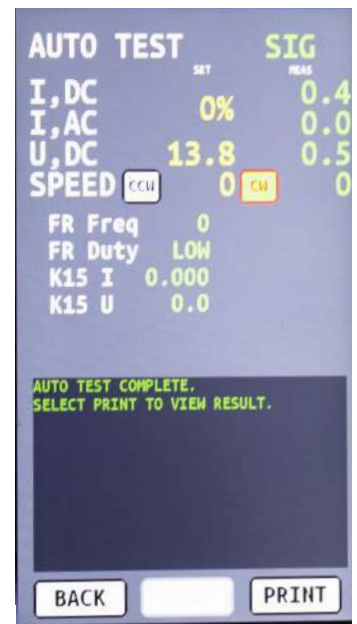 AUTO TEST SIG
SET MEAS
I,DC 0.4
0%
I,AC 0.0
U,DC 13.8 0.5
SPEED CCW 0 CW 0
FR Freq 0
FR Duty LOW
K15 I 0.000
K15 U 0.0
AUTO TEST COMPLETE.
SELECT PRINT TO VIEW RESULT.
BACK PRINT